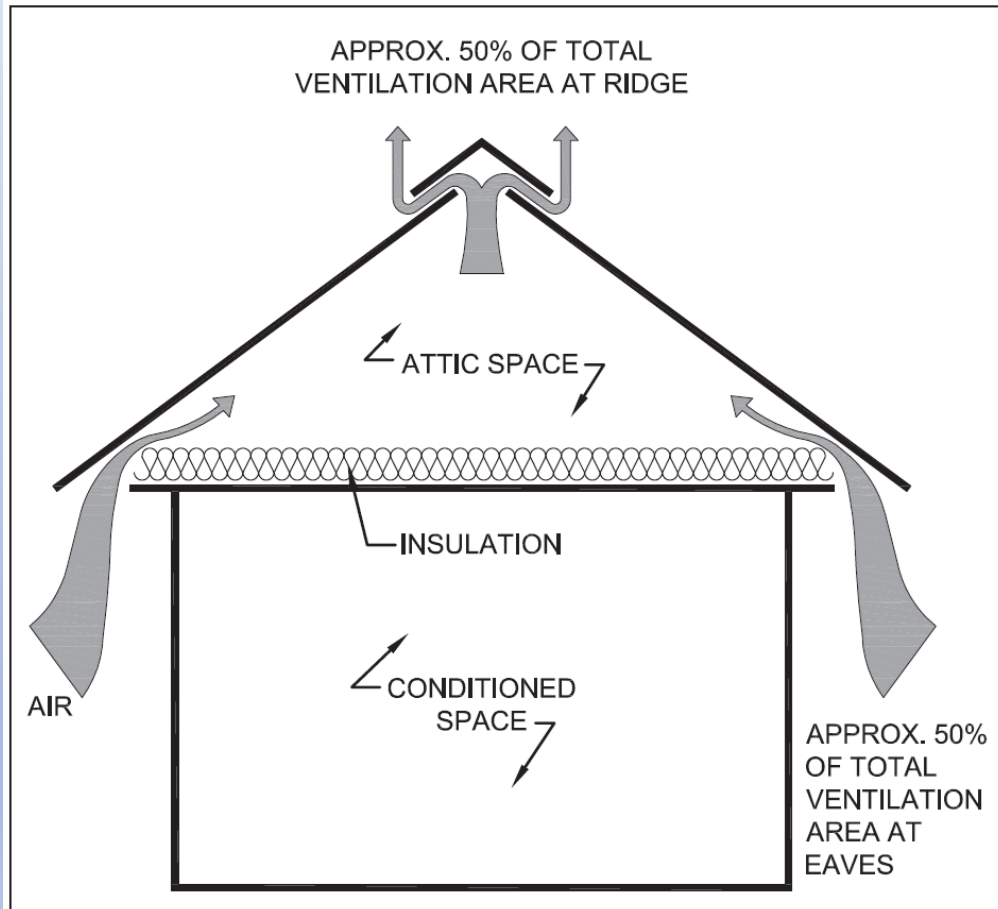 APPROX. 50% OF TOTAL
VENTILATION AREA AT RIDGE
ATTIC SPACE
INSULATION
CONDITIONED
SPACE
AIR
APPROX. 50%
OF TOTAL
VENTILATION
AREA AT
EAVES